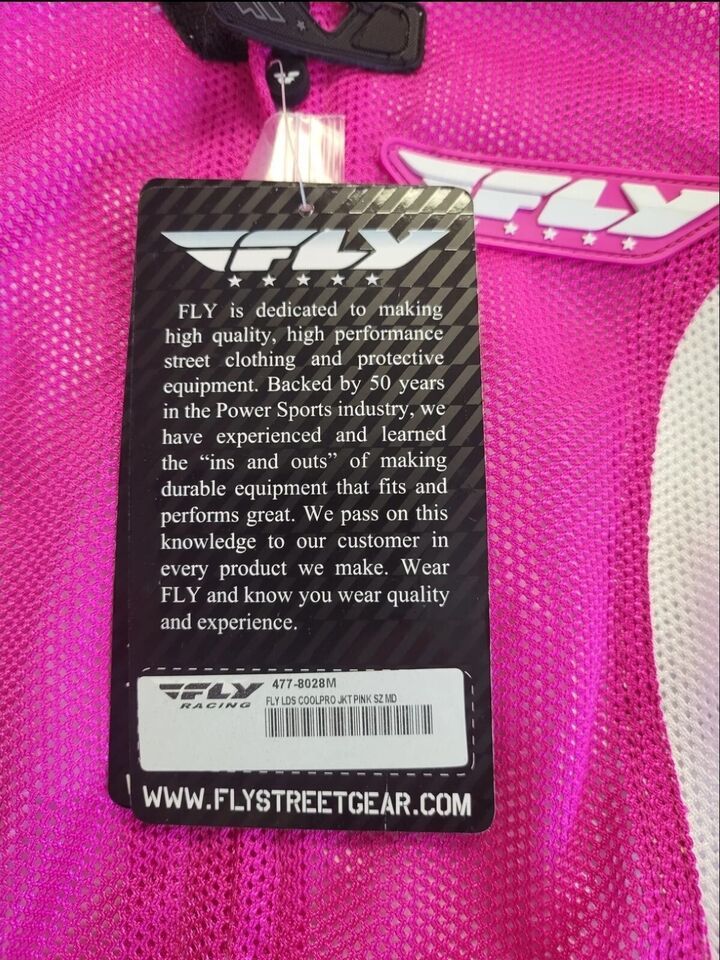 FLY
FLY
FLY is dedicated to making
high quality, high performance
street clothing and protective
equipment. Backed by 50 years
in the Power Sports industry, we
have experienced and learned
the “ins and outs” of making
durable equipment that fits and
performs great. We pass on this
knowledge to our customer in
every product we make. Wear
FLY and know you wear quality
and experience.
FLY RACING
477-8028M
FLY LDS COOLPRO JKT PINK SZ MD
WWW.FLYSTREETGEAR.COM